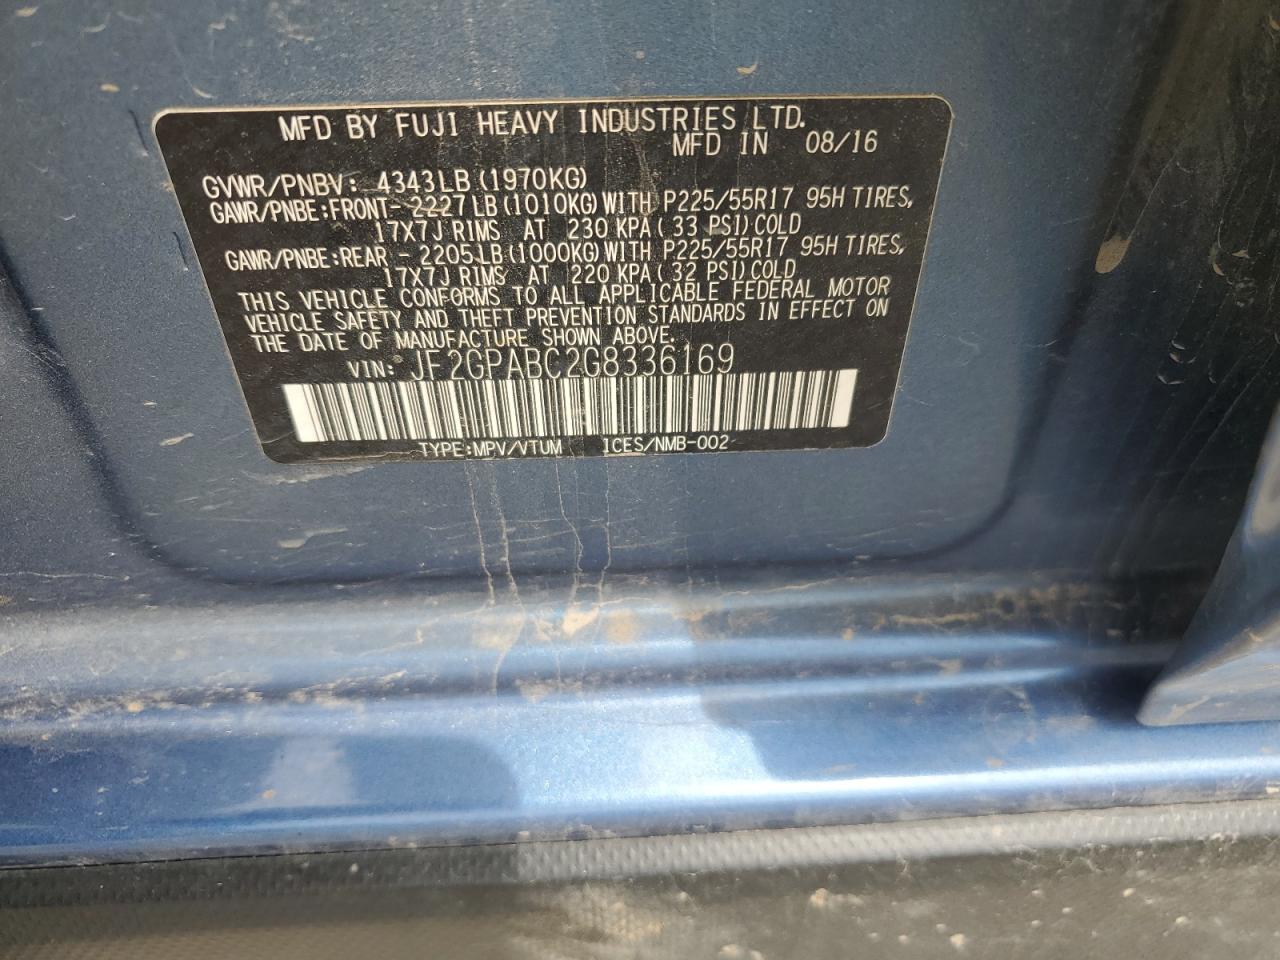 MFD BY FUJI HEAVY INDUSTRIES LTD.
MFD IN 08/16
GVWR/PNBV: 4343LB (1970KG)
GAWR/PNBE:FRONT- 2227LB (1010KG) WITH P225/55R17 95H TIRES,
17X7J RIMS AT 230 KPA ( 33 PSI) COLD
GAWR/PNBE:REAR - 2205LB (1000KG) WITH P225/55R17 95H TIRES,
17X7J RIMS AT 220 KPA ( 32 PSI) COLD
THIS VEHICLE CONFORMS TO ALL APPLICABLE FEDERAL MOTOR
VEHICLE SAFETY AND THEFT PREVENTION STANDARDS IN EFFECT ON
THE DATE OF MANUFACTURE SHOWN ABOVE.
VIN: JF2GPABC2G8336169
TYPE:MPV/VTUM ICES/NMB-002